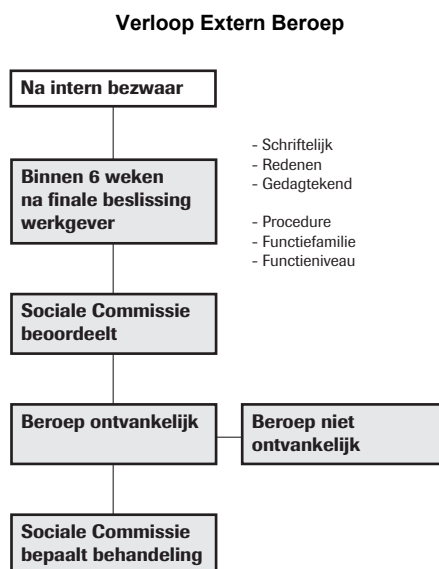 Verloop Extern Beroep
Na intern bezwaar
Binnen 6 weken
na finale beslissing
werkgever
- Schriftelijk
- Redenen
- Gedagtekend
- Procedure
- Functiefamilie
- Functieniveau
Sociale Commissie
beoordeelt
Beroep ontvankelijk
Beroep niet
ontvankelijk
Sociale Commissie
bepaalt behandeling